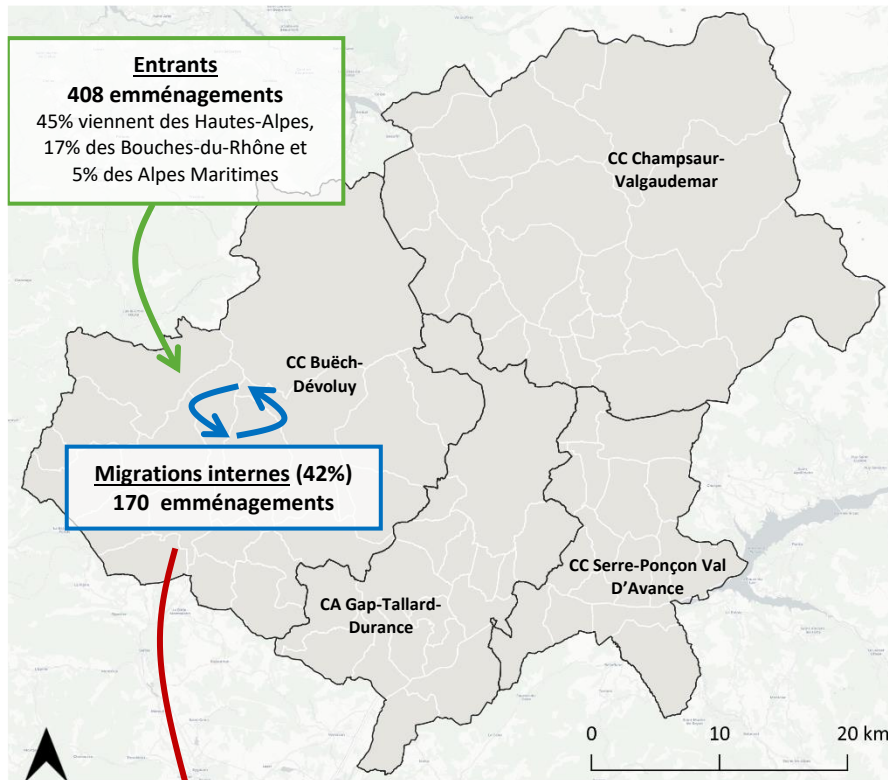 Entrants
408 emménagements
45% viennent des Hautes-Alpes,
17% des Bouches-du-Rhône et
5% des Alpes Maritimes
CC Champsaur-
Valgaudemar
CC Buëch-
Dévoluy
Migrations internes (42%)
170 emménagements
CC Serre-Ponçon Val
D'Avance
CA Gap-Tallard-
Durance
0 10 20 km